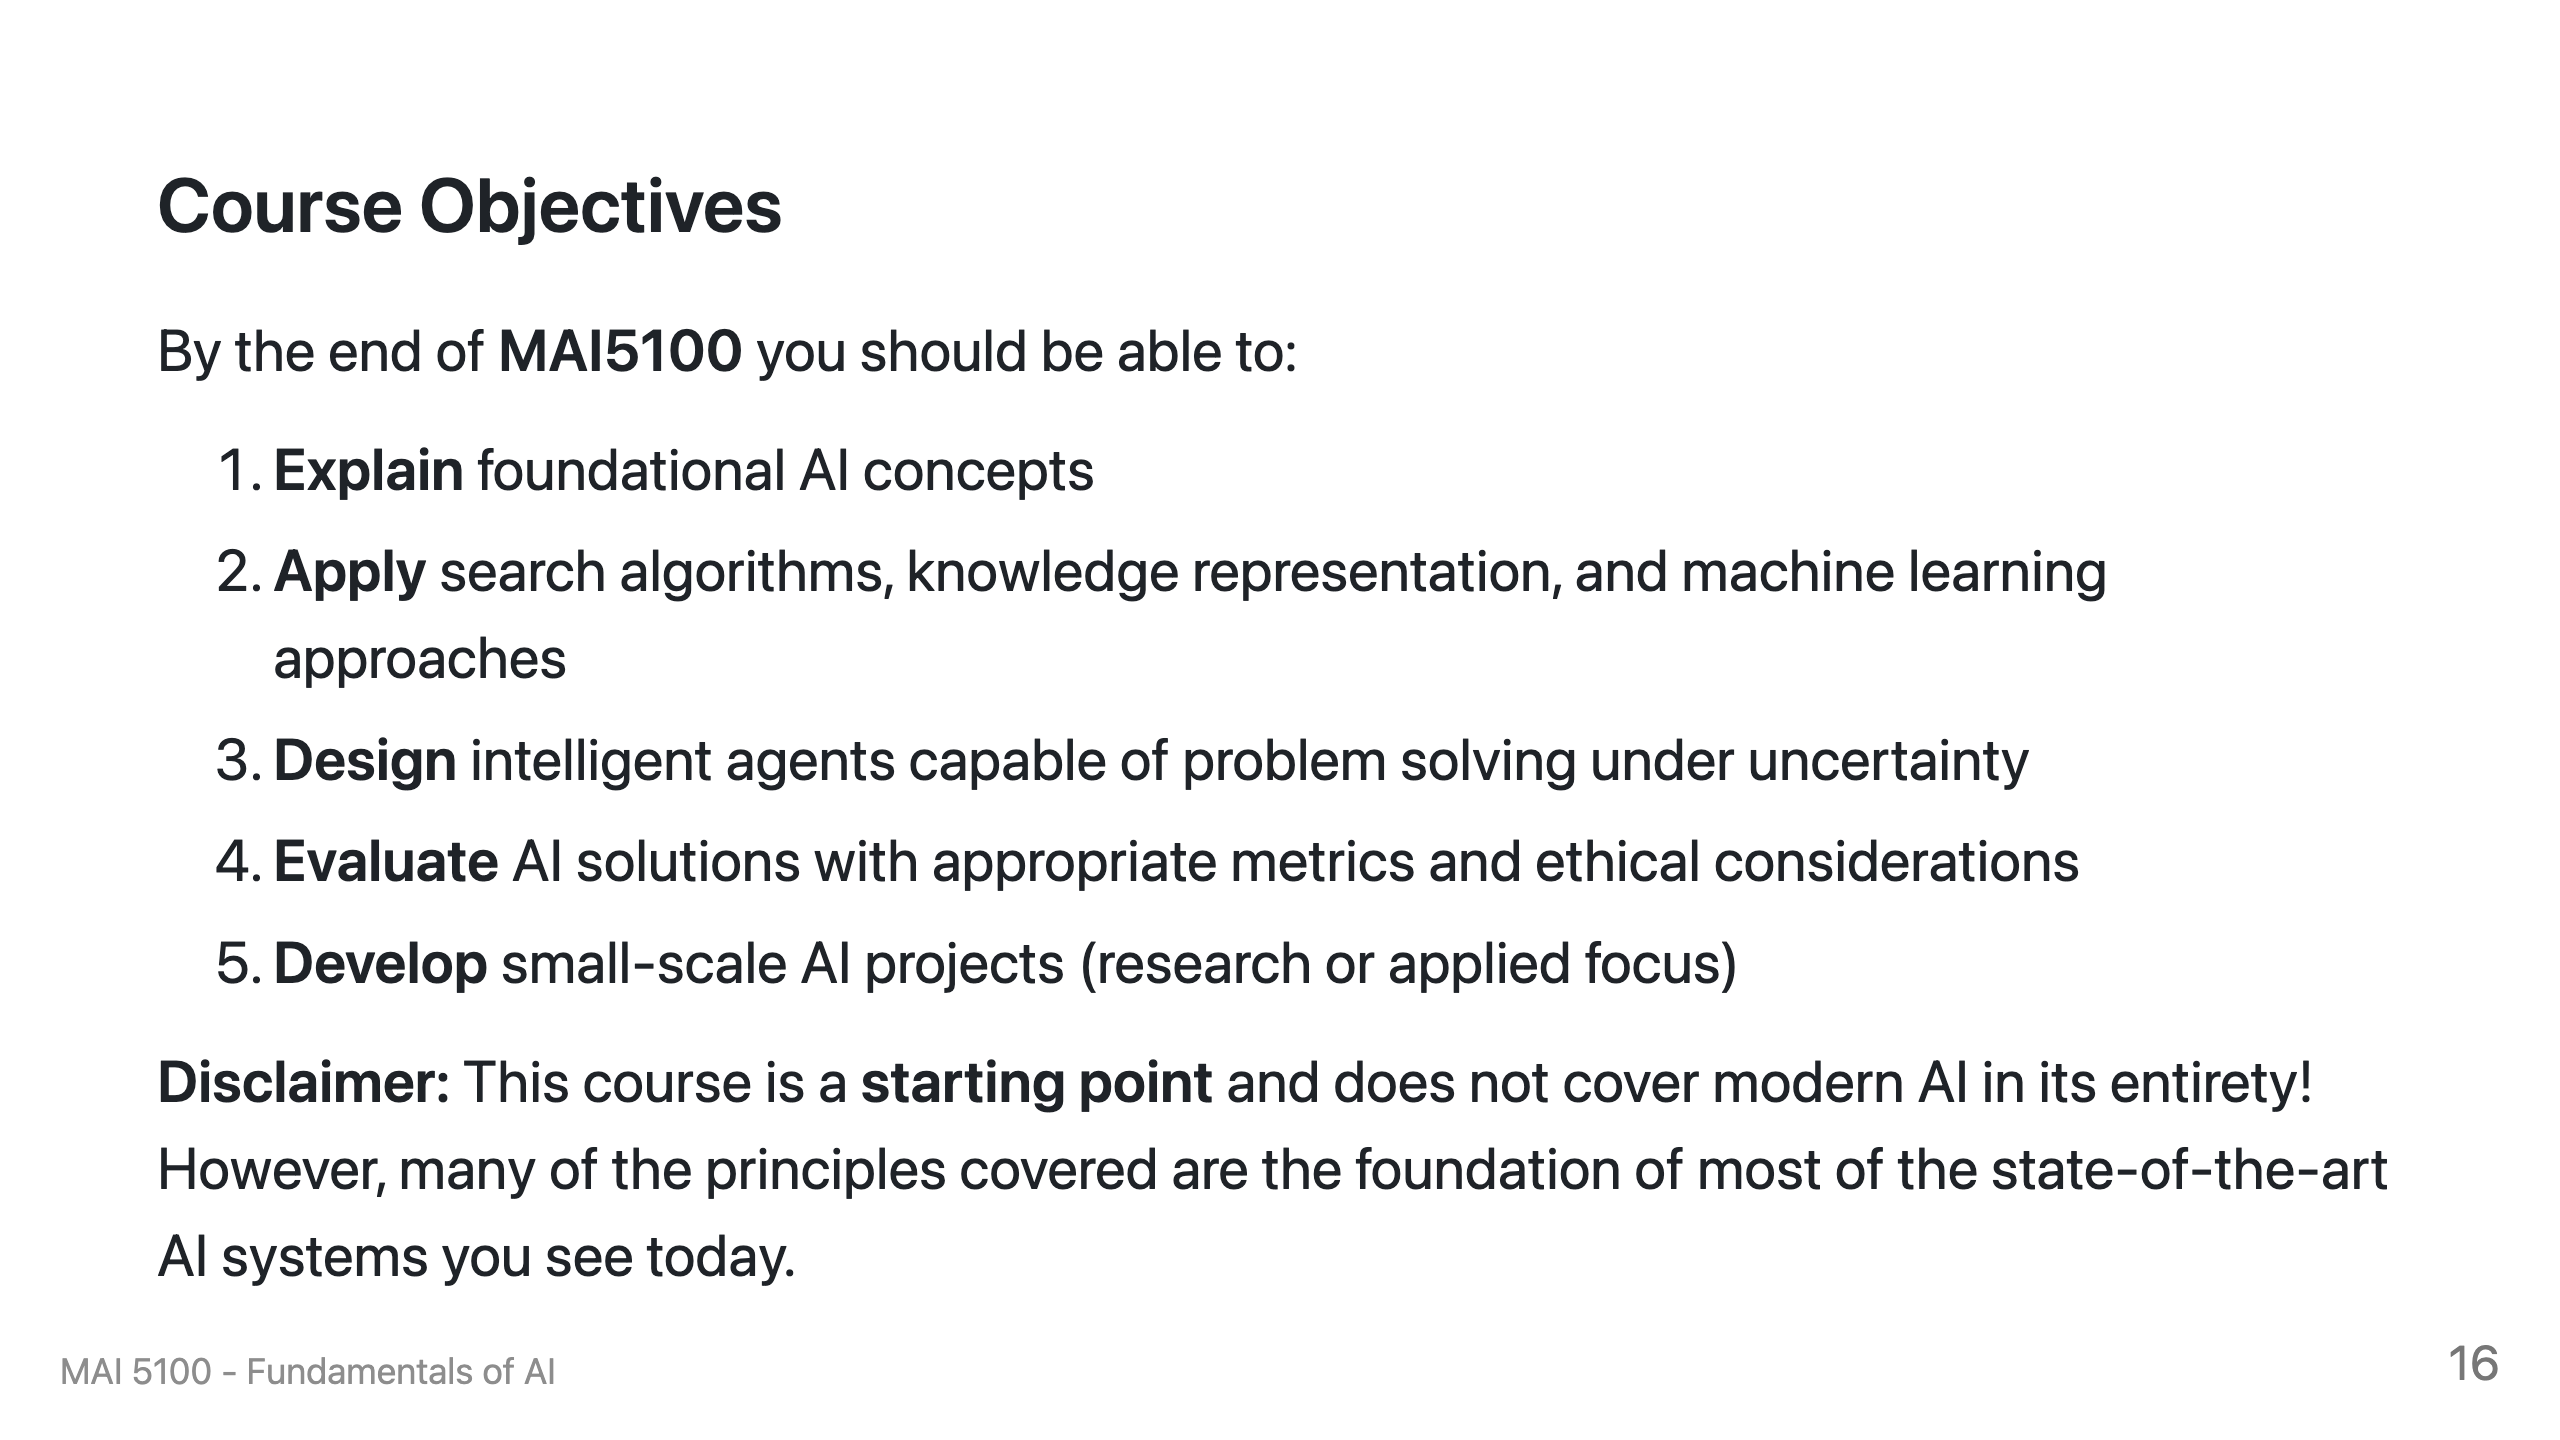 Course Objectives
By the end of MAI5100 you should be able to:
1. Explain foundational AI concepts
2. Apply search algorithms, knowledge representation, and machine learning
approaches
3. Design intelligent agents capable of problem solving under uncertainty
4. Evaluate AI solutions with appropriate metrics and ethical considerations
5. Develop small-scale AI projects (research or applied focus)
Disclaimer: This course is a starting point and does not cover modern AI in its entirety!
However, many of the principles covered are the foundation of most of the state-of-the-art
AI systems you see today.
MAI 5100 - Fundamentals of AI
16